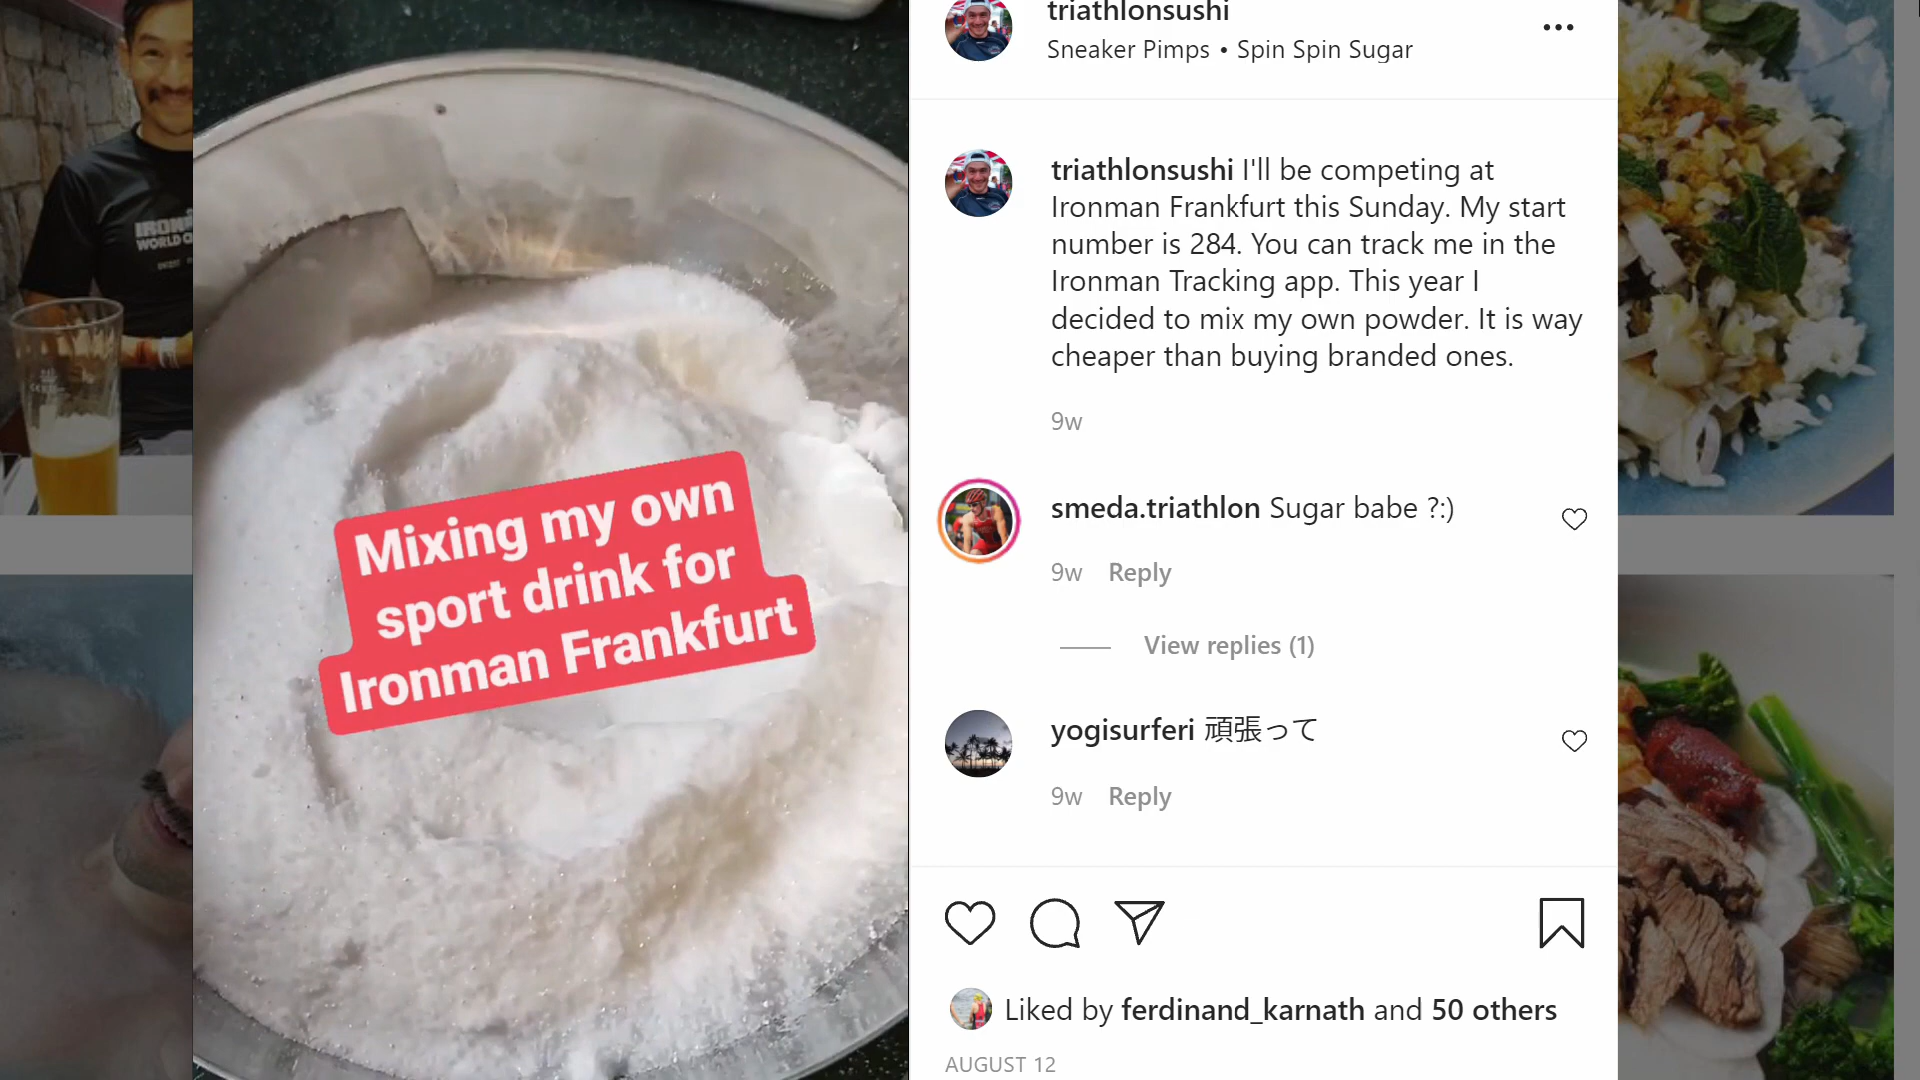 triathlonsushi
Sneaker Pimps • Spin Spin Sugar
triathlonsushi I'll be competing at
Ironman Frankfurt this Sunday. My start
number is 284. You can track me in the
Ironman Tracking app. This year I
decided to mix my own powder. It is way
cheaper than buying branded ones.
9w
smeda.triathlon Sugar babe ?:)
9w Reply
View replies (1)
yogisurferi 頑張って
9w Reply
Liked by ferdinand_karnath and 50 others
AUGUST 12
Mixing my own
sport drink for
Ironman Frankfurt
IRON
WORLD